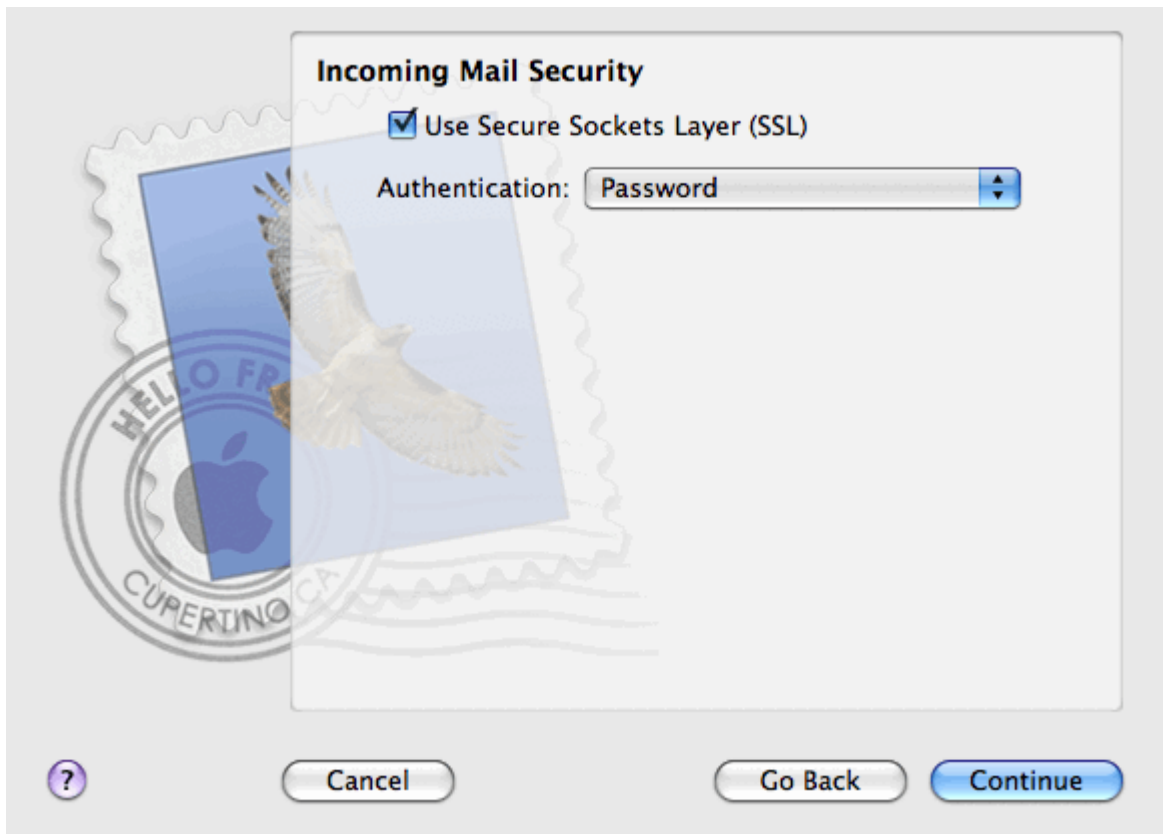 Incoming Mail Security
Use Secure Sockets Layer (SSL)
Authentication: Password
HELLO FR
CUPERTINO CA
?
Cancel
Go Back
Continue